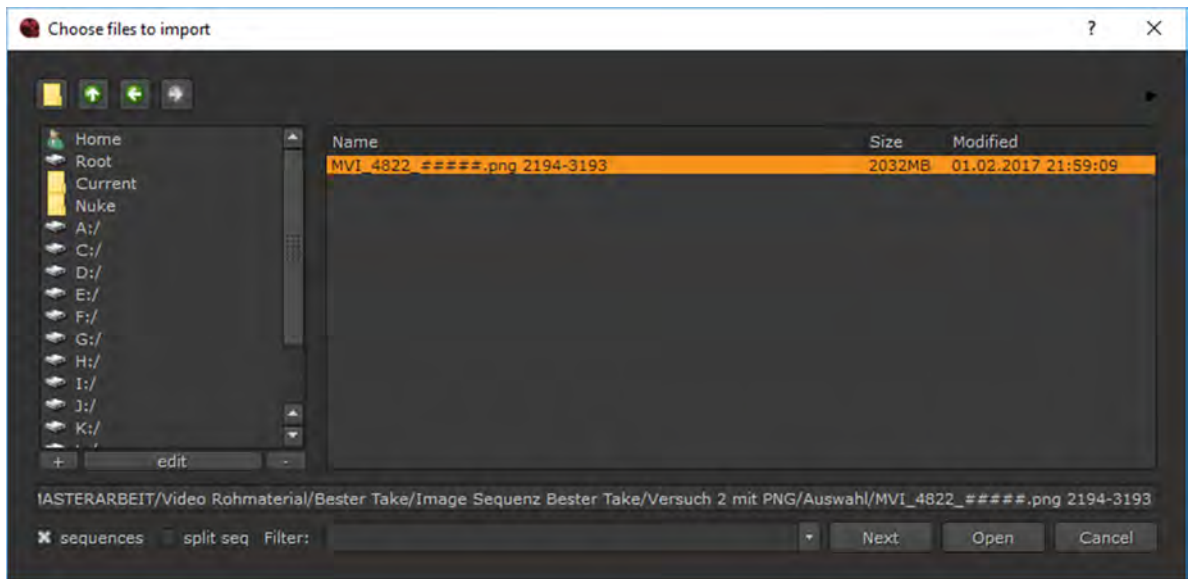 Choose files to import
?
Home
Root
Current
Nuke
A:/
C:/
D:/
E:/
F:/
G:/
H:/
I:/
J:/
K:/
+ edit -
Name Size Modified
MVI_4822_#####.png 2194-3193 2032MB 01.02.2017 21:59:09
/Video Rohmaterial/Bester Take/Image Sequenz Bester Take/Versuch 2 mit PNG/Auswahl/MVI_4822_#####.png 2194-3193
sequences split seq Filter: Next Open Cancel